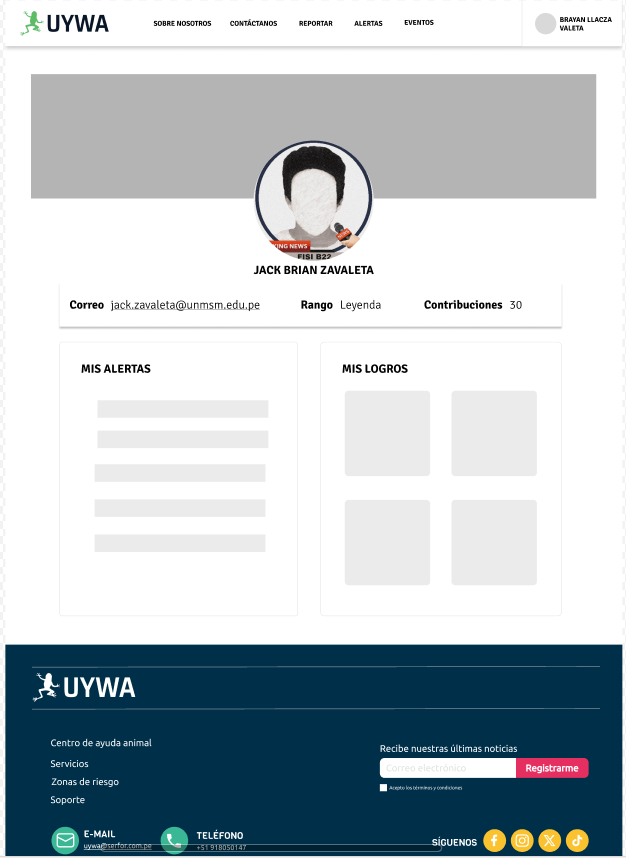 UYWA
SOBRE NOSOTROS CONTÁCTANOS REPORTAR ALERTAS EVENTOS
BRAYAN LLACZA
VALETA
KING NEWS
NEWS
FISI B22
JACK BRIAN ZAVALETA
Correo jack.zavaleta@unmsm.edu.pe Rango Leyenda Contribuciones 30
MIS ALERTAS
MIS LOGROS
UYWA
Centro de ayuda animal
Servicios
Zonas de riesgo
Soporte
Recibe nuestras últimas noticias
Correo electrónico Registrarme
Acepto los términos y condiciones
E-MAIL
uywa@serfor.com.pe
TELÉFONO
+51 918050147
SÍGUENOS